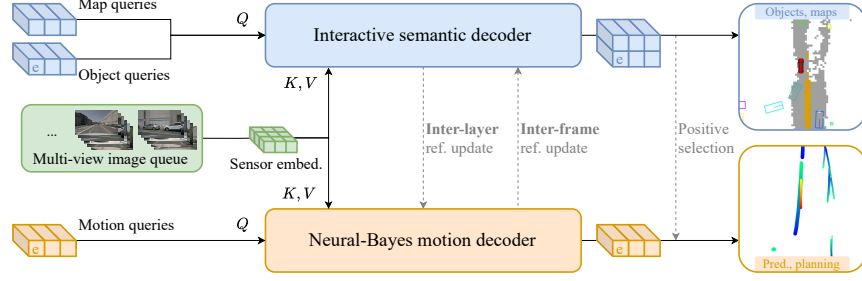 Map queries
Q
Interactive semantic decoder
e
Object queries
e
Objects, maps
K, V
...
Multi-view image queue
Sensor embed.
Inter-layer
ref. update
Inter-frame
ref. update
Positive
selection
K, V
Motion queries
Q
e
Neural-Bayes motion decoder
e
Pred., planning